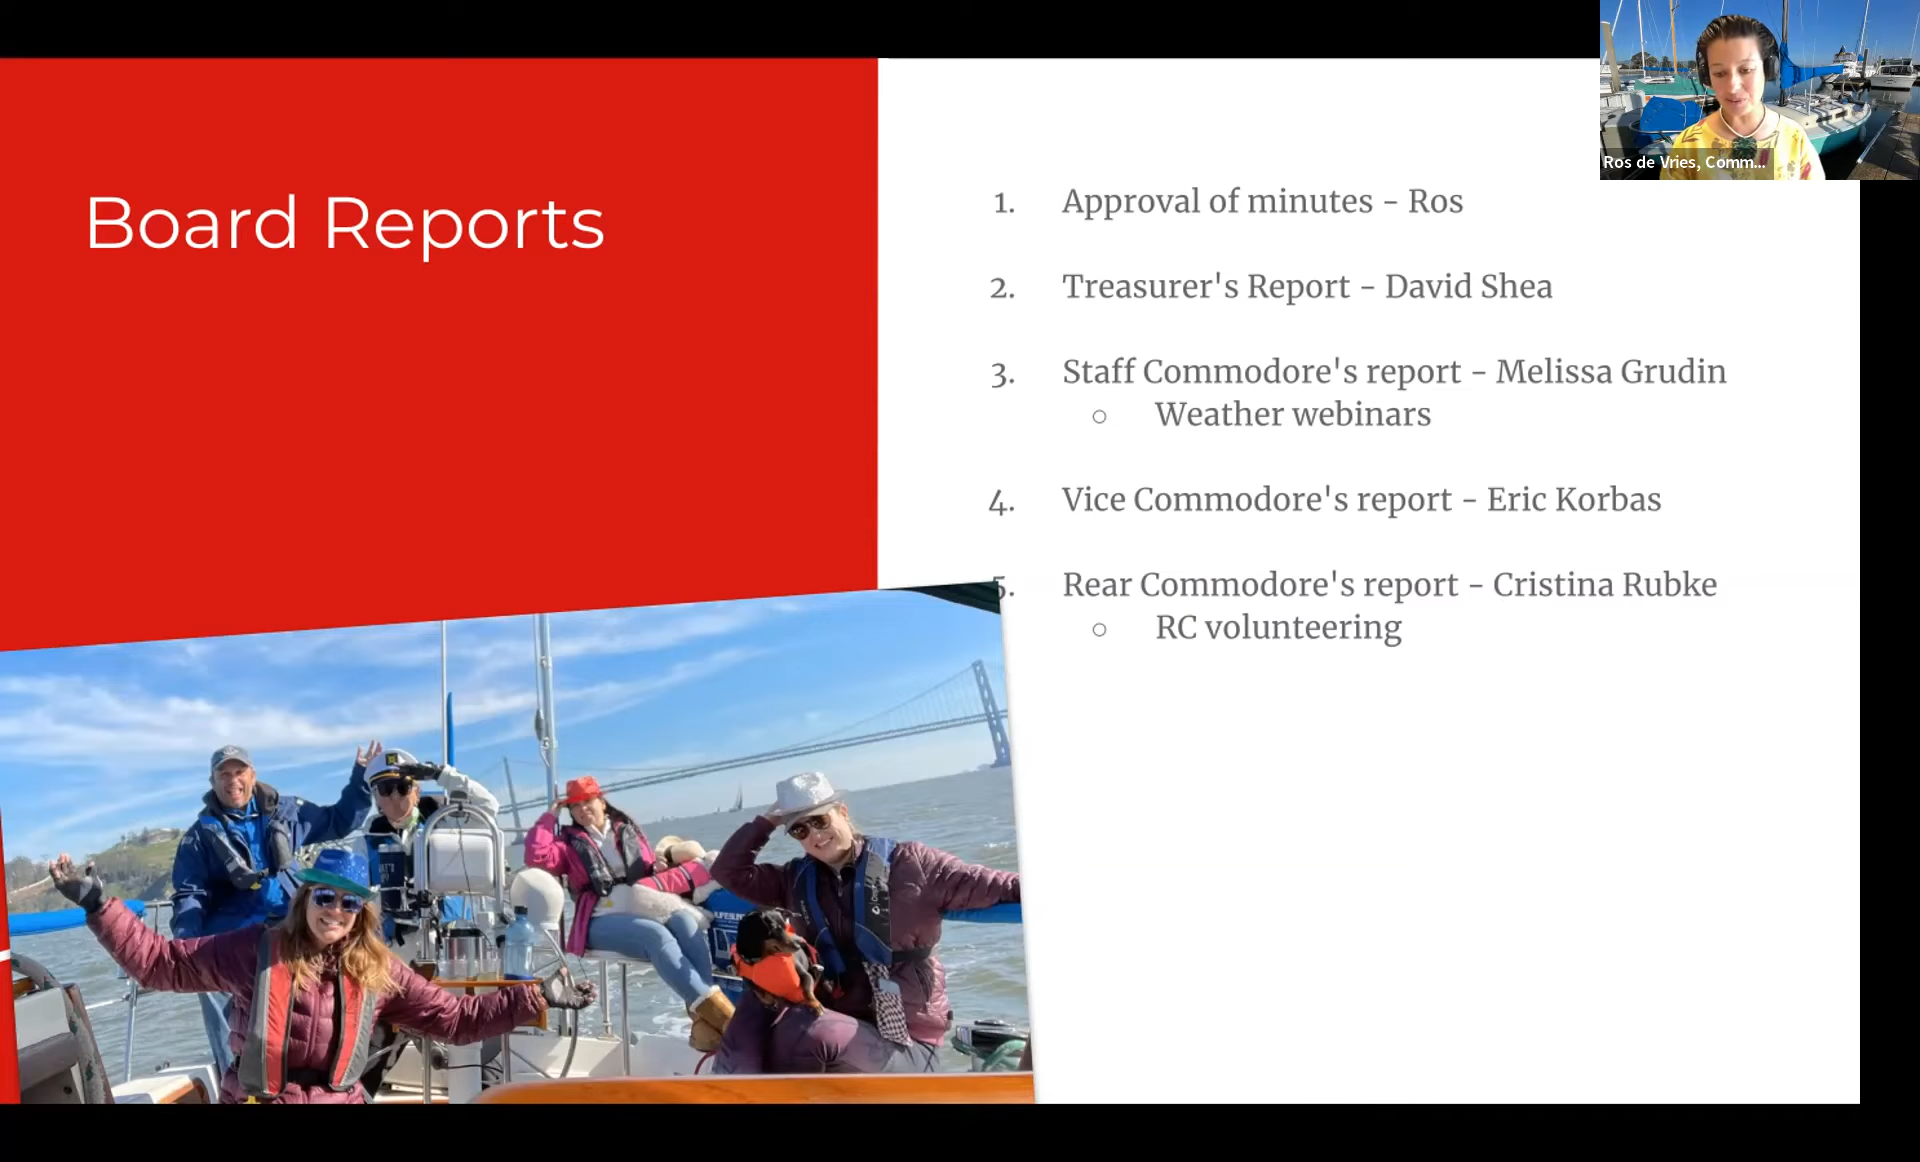 Board Reports
1. Approval of minutes - Ros
2. Treasurer's Report - David Shea
3. Staff Commodore's report - Melissa Grudin
○ Weather webinars
4. Vice Commodore's report - Eric Korbas
5. Rear Commodore's report - Cristina Rubke
○ RC volunteering
Ros de Vries, Comm...